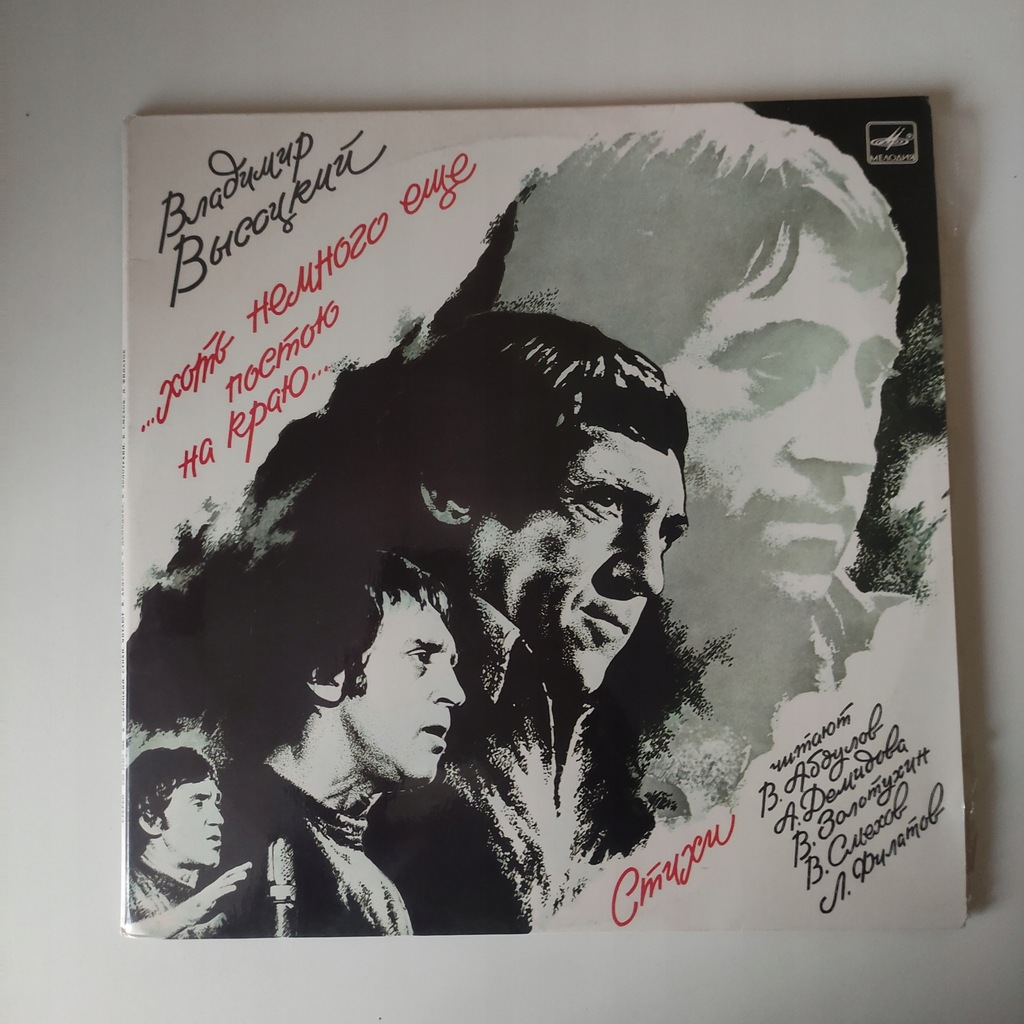 Владимир
Высоцкий
...хоть немного еще
постою
на краю...
МЕЛОДИЯ
Стихи
читают
В. Абдулов
А. Демидова
В. Золотухин
В. Смехов
Л. Филатов